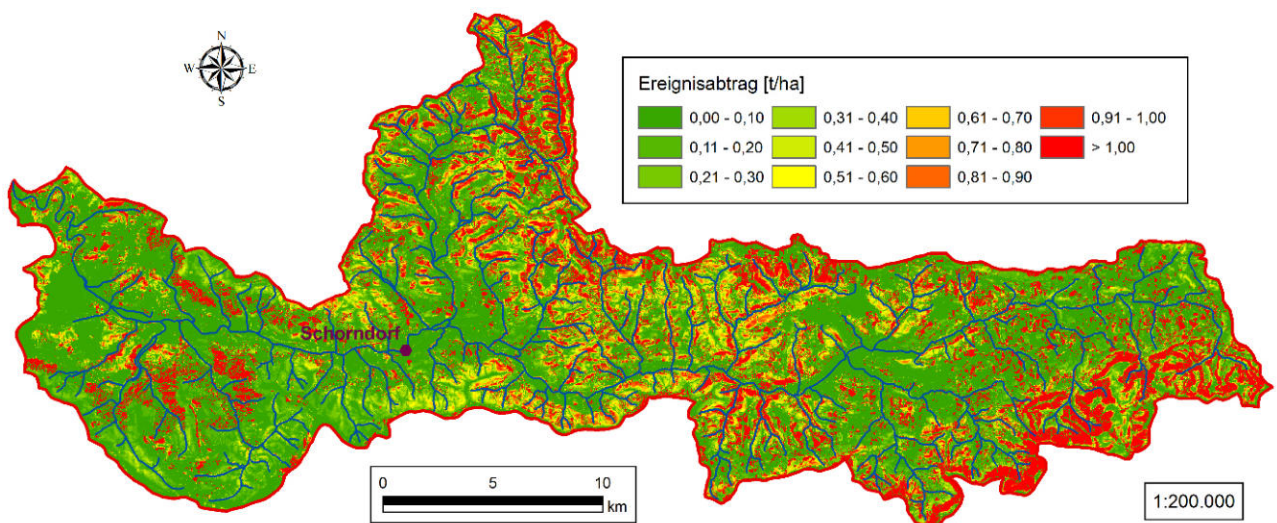 N
W E
S
Ereignisabtrag [t/ha]
0,00 - 0,10
0,11 - 0,20
0,21 - 0,30
0,31 - 0,40
0,41 - 0,50
0,51 - 0,60
0,61 - 0,70
0,71 - 0,80
0,81 - 0,90
0,91 - 1,00
> 1,00
Schorndorf
0 5 10
km
1:200.000